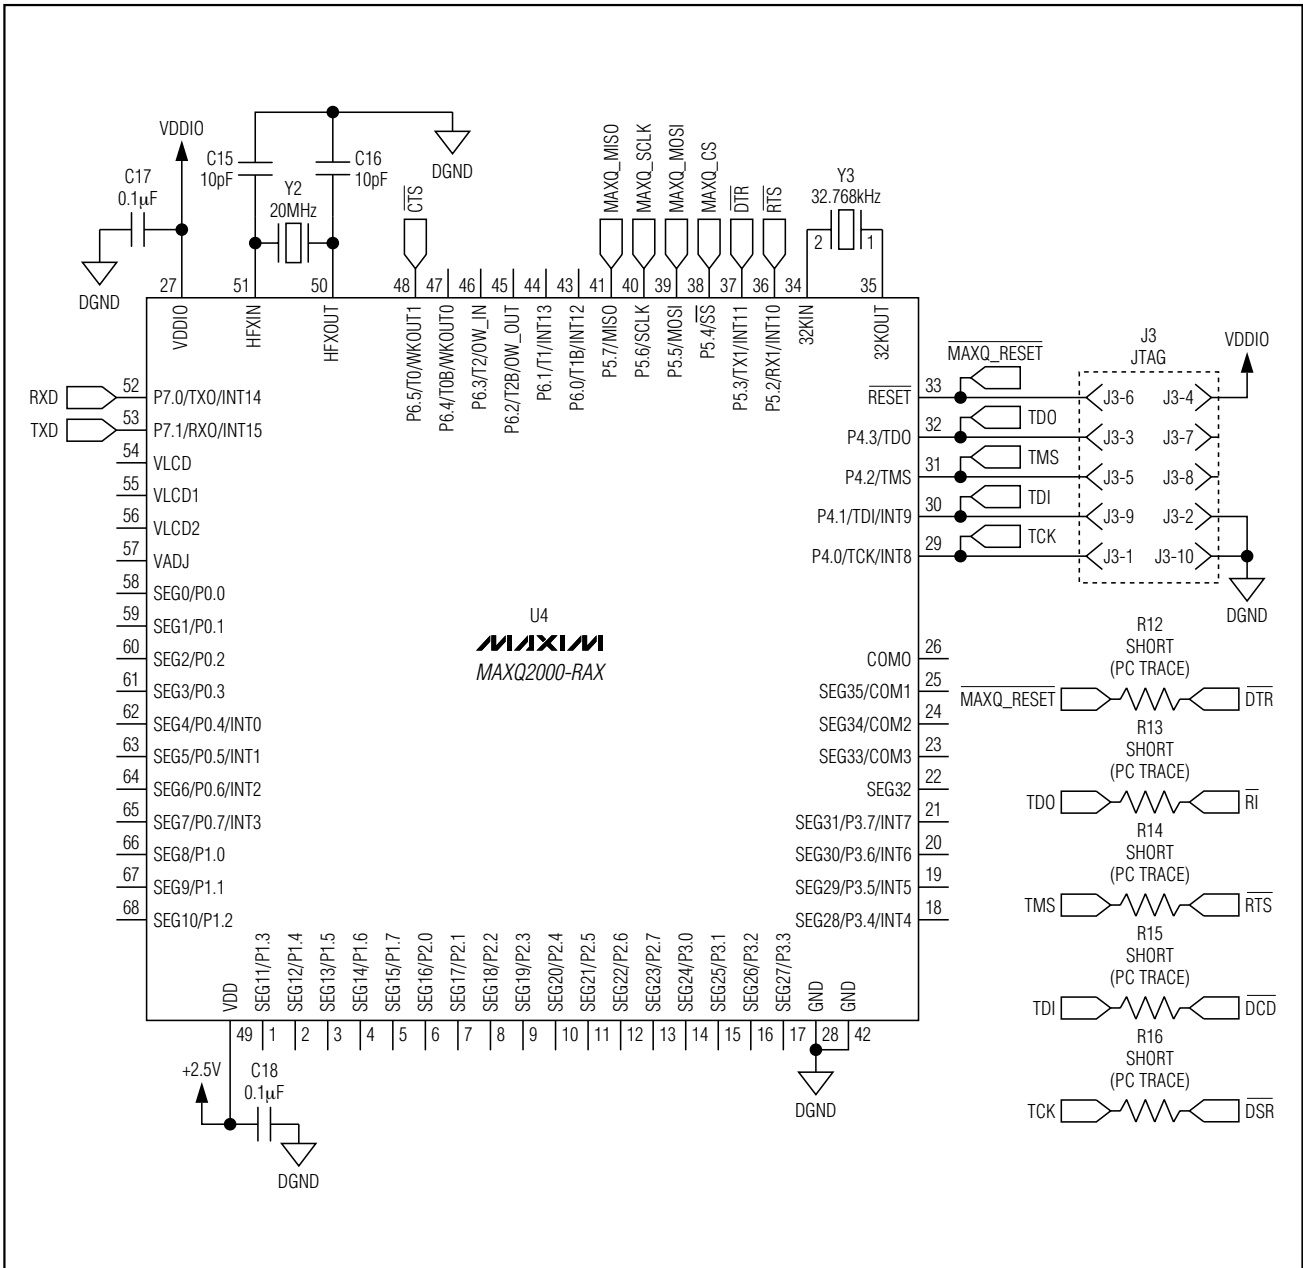 VDDIO
C17
0.1µF
DGND
C15
10pF
C16
10pF
Y2
20MHz
DGND
CTS
MAXQ_MISO
MAXQ_SCLK
MAXQ_MOSI
MAXQ_CS
DTR
RTS
Y3
32.768kHz
2 1
27 51 50 48 47 46 45 44 43 41 40 39 38 37 36 34 35
VDDIO
HFXIN
HFXOUT
P6.5/T0/WKOUT1
P6.4/T0B/WKOUT0
P6.3/T2/OW_IN
P6.2/T2B/OW_OUT
P6.1/T1/INT13
P6.0/T1B/INT12
P5.7/MISO
P5.6/SCLK
P5.5/MOSI
P5.4/SS
P5.3/TX1/INT11
P5.2/RX1/INT10
32KIN
32KOUT
RXD 52 P7.0/TXO/INT14
TXD 53 P7.1/RXO/INT15
54 VLCD
55 VLCD1
56 VLCD2
57 VADJ
58 SEG0/P0.0
59 SEG1/P0.1
60 SEG2/P0.2
61 SEG3/P0.3
62 SEG4/P0.4/INT0
63 SEG5/P0.5/INT1
64 SEG6/P0.6/INT2
65 SEG7/P0.7/INT3
66 SEG8/P1.0
67 SEG9/P1.1
68 SEG10/P1.2
U4
MAXIM
MAXQ2000-RAX
J3
JTAG
VDDIO
MAXQ_RESET
RESET 33 J3-6 J3-4
TDO
P4.3/TDO 32 J3-3 J3-7
TMS
P4.2/TMS 31 J3-5 J3-8
TDI
P4.1/TDI/INT9 30 J3-9 J3-2
TCK
P4.0/TCK/INT8 29 J3-1 J3-10
DGND
COMO 26
SEG35/COM1 25
SEG34/COM2 24
SEG33/COM3 23
SEG32 22
SEG31/P3.7/INT7 21
SEG30/P3.6/INT6 20
SEG29/P3.5/INT5 19
SEG28/P3.4/INT4 18
R12
SHORT
(PC TRACE)
MAXQ_RESET DTR
R13
SHORT
(PC TRACE)
TDO RI
R14
SHORT
(PC TRACE)
TMS RTS
R15
SHORT
(PC TRACE)
TDI DCD
R16
SHORT
(PC TRACE)
TCK DSR
VDD
SEG11/P1.3
SEG12/P1.4
SEG13/P1.5
SEG14/P1.6
SEG15/P1.7
SEG16/P2.0
SEG17/P2.1
SEG18/P2.2
SEG19/P2.3
SEG20/P2.4
SEG21/P2.5
SEG22/P2.6
SEG23/P2.7
SEG24/P3.0
SEG25/P3.1
SEG26/P3.2
SEG27/P3.3
GND
GND
49 1 2 3 4 5 6 7 8 9 10 11 12 13 14 15 16 17 28 42
+2.5V
C18
0.1µF
DGND
DGND